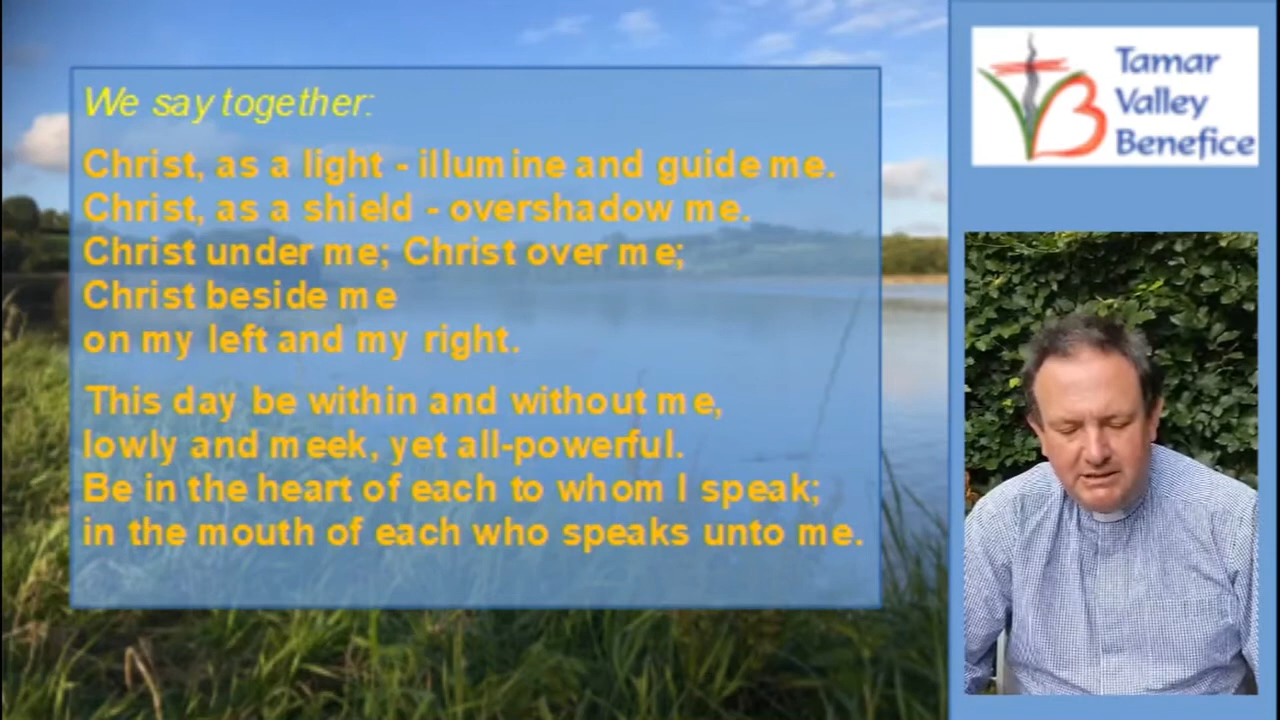 We say together:
Christ, as a light - illumine and guide me.
Christ, as a shield - overshadow me.
Christ under me; Christ over me;
Christ beside me
on my left and my right.
This day be within and without me,
lowly and meek, yet all-powerful.
Be in the heart of each to whom I speak;
in the mouth of each who speaks unto me.
Tamar
Valley
Benefice